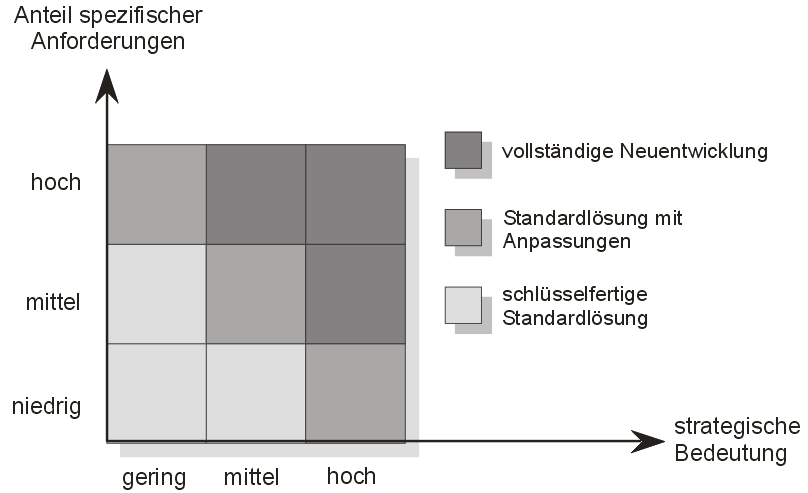 Anteil spezifischer
Anforderungen
hoch
mittel
niedrig
gering
mittel
hoch
strategische
Bedeutung
vollständige Neuentwicklung
Standardlösung mit
Anpassungen
schlüsselfertige
Standardlösung